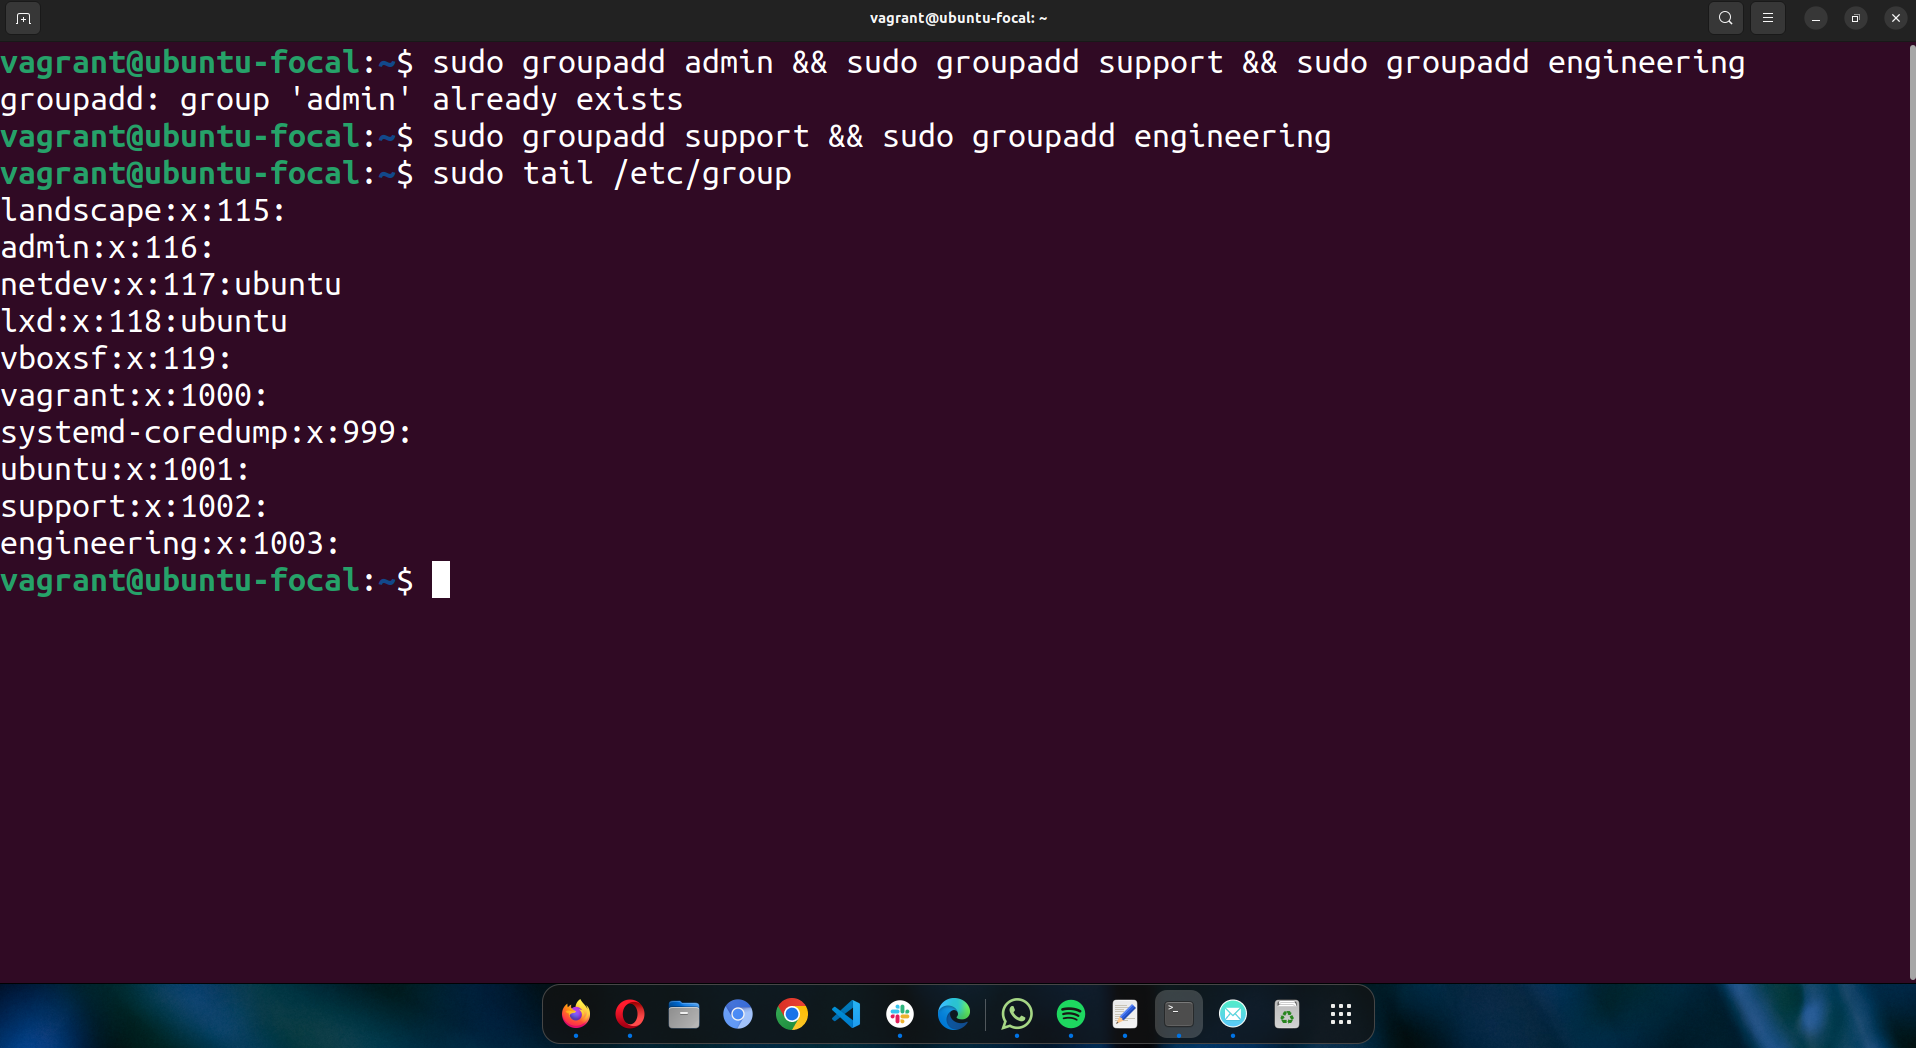 vagrant@ubuntu-focal: ~
vagrant@ubuntu-focal:~$ sudo groupadd admin && sudo groupadd support && sudo groupadd engineering
groupadd: group 'admin' already exists
vagrant@ubuntu-focal:~$ sudo groupadd support && sudo groupadd engineering
vagrant@ubuntu-focal:~$ sudo tail /etc/group
landscape:x:115:
admin:x:116:
netdev:x:117:ubuntu
lxd:x:118:ubuntu
vboxsf:x:119:
vagrant:x:1000:
systemd-coredump:x:999:
ubuntu:x:1001:
support:x:1002:
engineering:x:1003:
vagrant@ubuntu-focal:~$